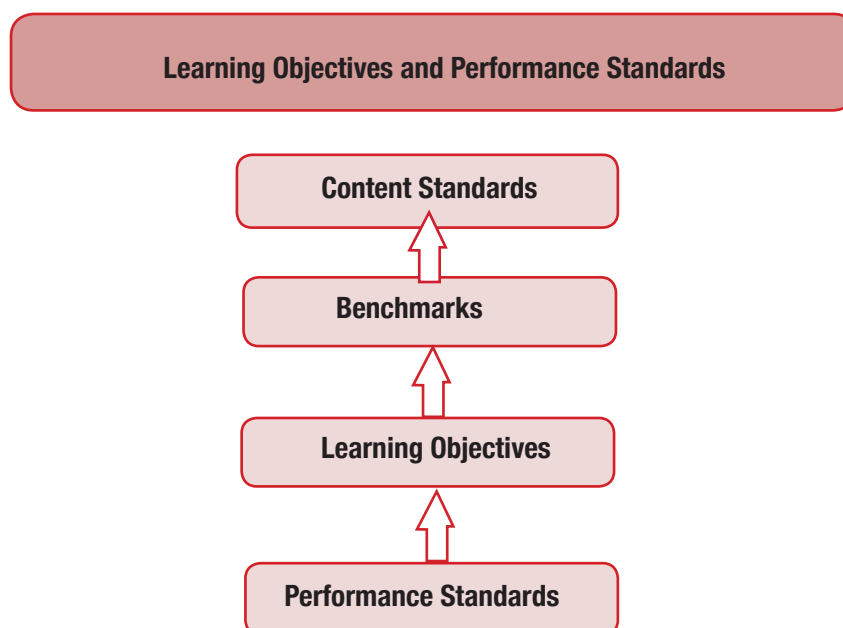 Learning Objectives and Performance Standards
Content Standards
Benchmarks
Learning Objectives
Performance Standards